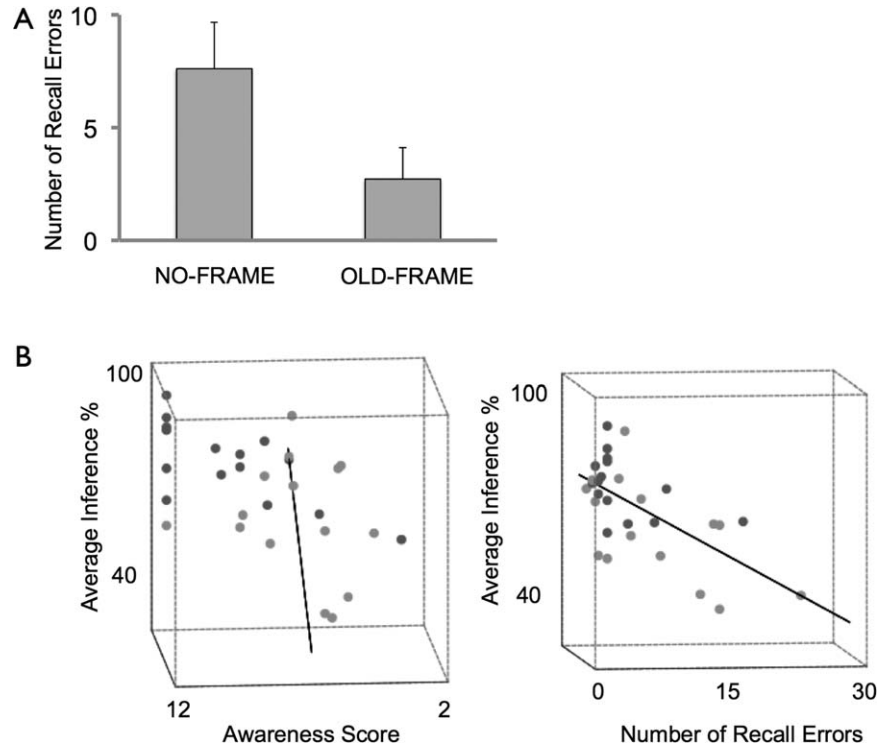 A
Number of Recall Errors
10
5
0
NO-FRAME
OLD-FRAME
B
Average Inference %
100
40
12
2
Awareness Score
Average Inference %
100
40
0
15
30
Number of Recall Errors